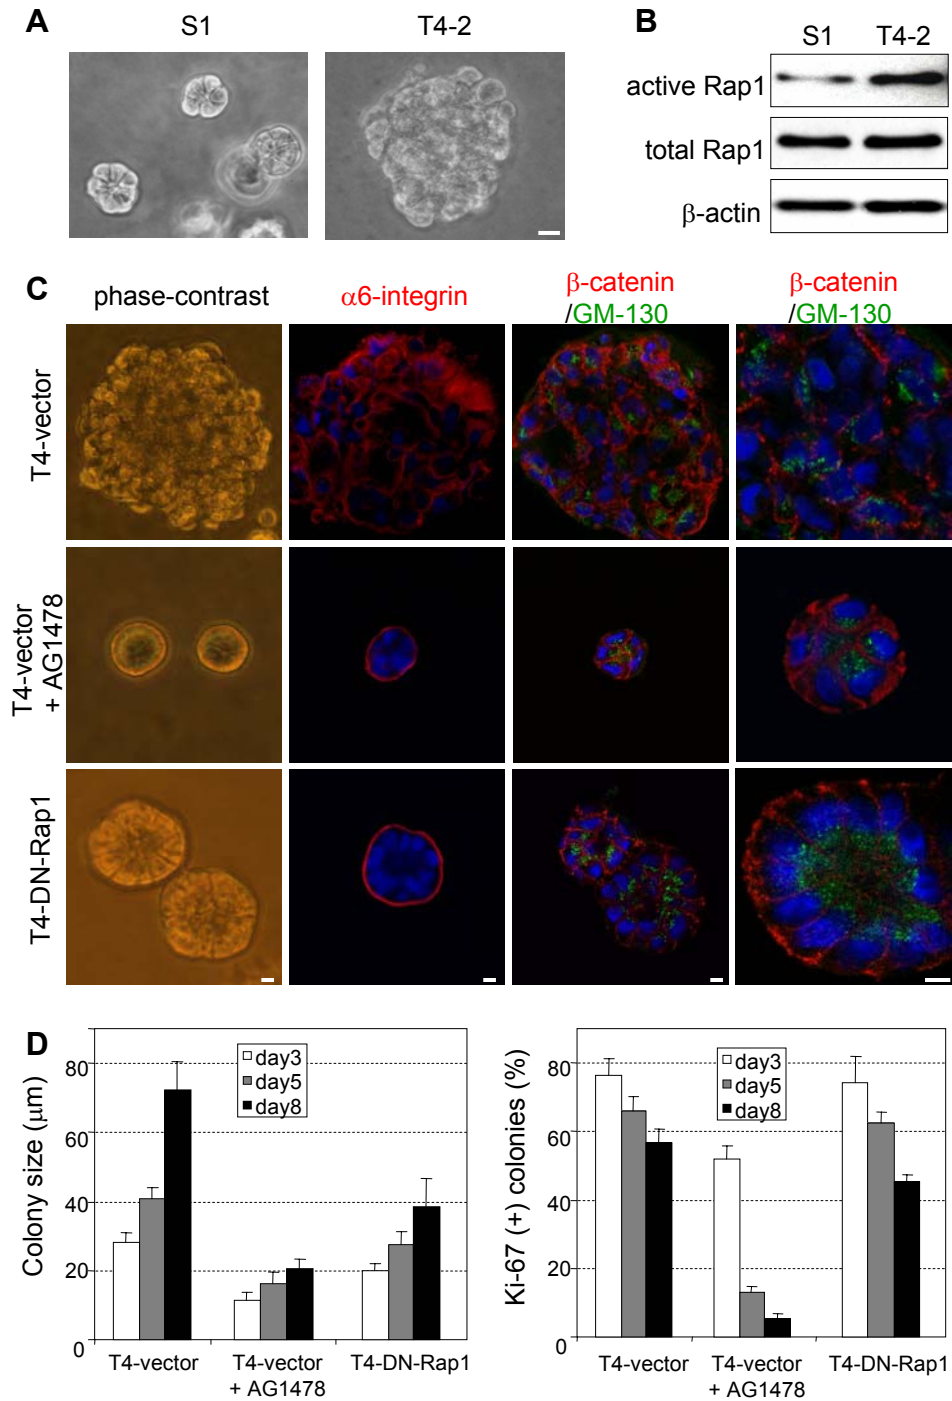 A
S1
T4-2
B
S1
T4-2
active Rap1
total Rap1
β-actin
C
phase-contrast
α6-integrin
β-catenin
/GM-130
β-catenin
/GM-130
T4-vector
T4-vector
+ AG1478
T4-DN-Rap1
D
Colony size (μm)
80
60
40
20
0
day3
day5
day8
T4-vector
T4-vector
+ AG1478
T4-DN-Rap1
Ki-67 (+) colonies (%)
80
60
40
20
0
day3
day5
day8
T4-vector
T4-vector
+ AG1478
T4-DN-Rap1